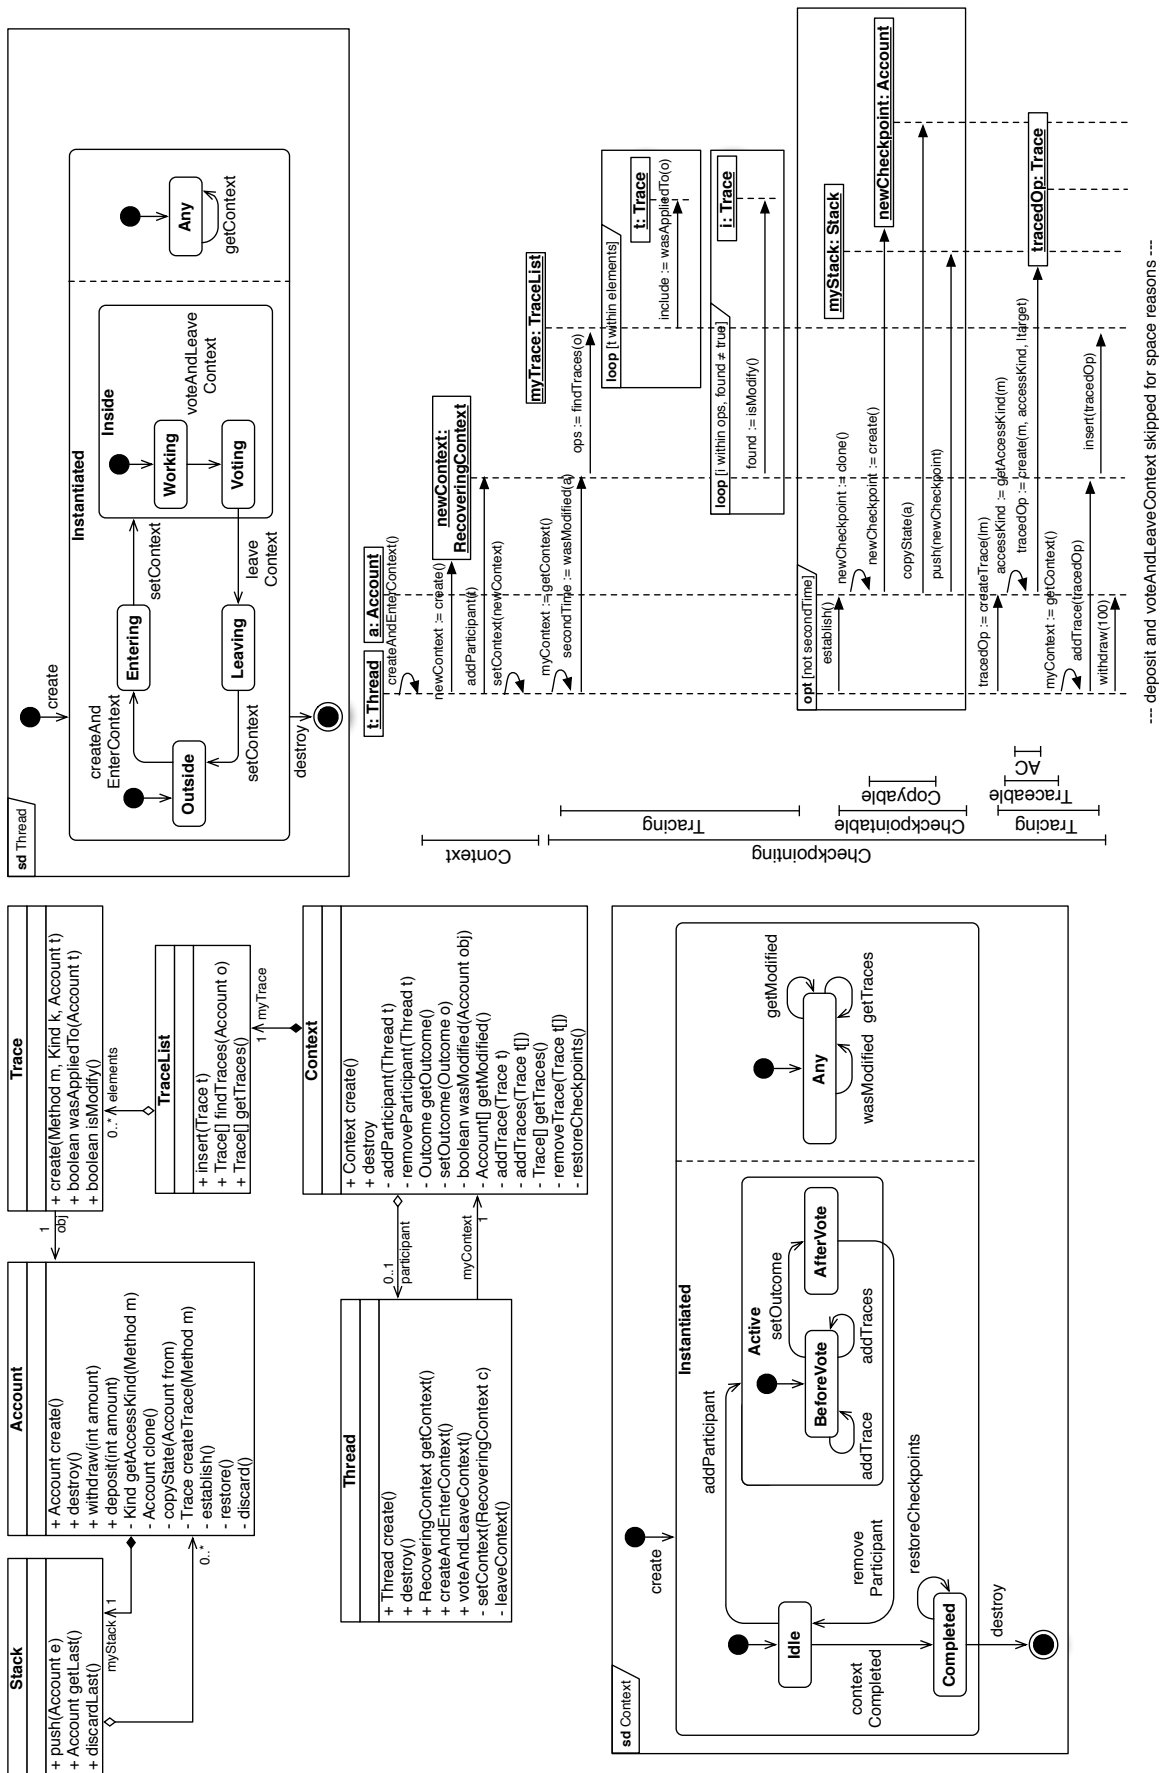 Stack
+ push(Account e)
+ Account getLast()
+ discardLast()
myStack
1
0..*
Account
+ Account create()
+ destroy()
+ withdraw(int amount)
+ deposit(int amount)
- Kind getAccessKind(Method m)
- Account clone()
- copyState(Account from)
- Trace createTrace(Method m)
- establish()
- restore()
- discard()
1
obj
Trace
+ create(Method m, Kind k, Account t)
+ boolean wasAppliedTo(Account t)
+ boolean isModify()
0..*
elements
TraceList
+ insert(Trace t)
+ Trace[] findTraces(Account o)
+ Trace[] getTraces()
1
myTrace
Thread
+ Thread create()
+ destroy()
+ RecoveringContext getContext()
+ createAndEnterContext()
+ voteAndLeaveContext()
- setContext(RecoveringContext c)
- leaveContext()
0..1
participant
myContext
1
Context
+ Context create()
+ destroy
- addParticipant(Thread t)
- removeParticipant(Thread t)
- Outcome getOutcome()
- setOutcome(Outcome o)
- boolean wasModified(Account obj)
- Account[] getModified()
- addTrace(Trace t)
- addTraces(Trace t[])
- Trace[] getTraces()
- removeTrace(Trace t[])
- restoreCheckpoints()
sd Context
create
Instantiated
Idle
addParticipant
Active
BeforeVote
setOutcome
AfterVote
addTrace
addTraces
remove
Participant
context
Completed
Completed
restoreCheckpoints
destroy
Any
getModified
wasModified
getTraces
sd Thread
create
Instantiated
Outside
createAnd
EnterContext
Entering
setContext
Inside
Working
voteAndLeave
Context
Voting
leave
Context
Leaving
setContext
destroy
Any
getContext
t: Thread
a: Account
createAndEnterContext()
newContext := create()
newContext:
RecoveringContext
addParticipant(t)
setContext(newContext)
myTrace: TraceList
myContext := getContext()
secondTime := wasModified(a)
ops := findTraces(o)
loop [t within elements]
t: Trace
include := wasAppliedTo(o)
loop [i within ops, found ≠ true]
i: Trace
found := isModify()
opt [not secondTime]
myStack: Stack
establish()
newCheckpoint := clone()
newCheckpoint := create()
newCheckpoint: Account
copyState(a)
push(newCheckpoint)
tracedOp := createTrace(lm)
accessKind := getAccessKind(m)
tracedOp := create(m, accessKind, ltarget)
tracedOp: Trace
myContext := getContext()
addTrace(tracedOp)
insert(tracedOp)
withdraw(100)
Context
Checkpointing
Tracing
Checkpointable
Copyable
Tracing
Traceable
AC
--- deposit and voteAndLeaveContext skipped for space reasons ---